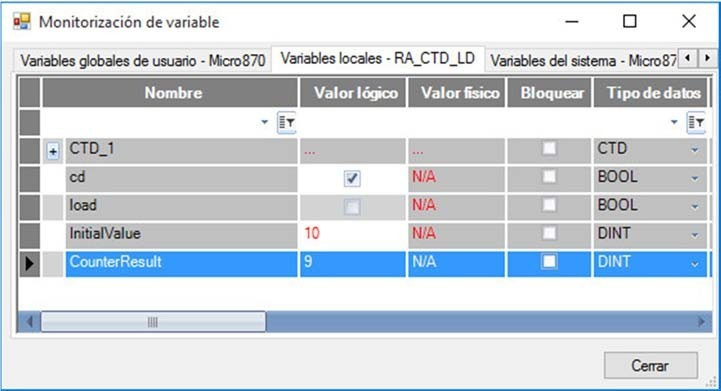 Monitorización de variable
Variables globales de usuario - Micro870 Variables locales - RA_CTD_LD Variables del sistema - Micro87
Nombre Valor lógico Valor físico Bloquear Tipo de datos
CTD_1 ... ... CTD
cd N/A BOOL
load N/A BOOL
InitialValue 10 N/A DINT
CounterResult 9 N/A DINT
Cerrar